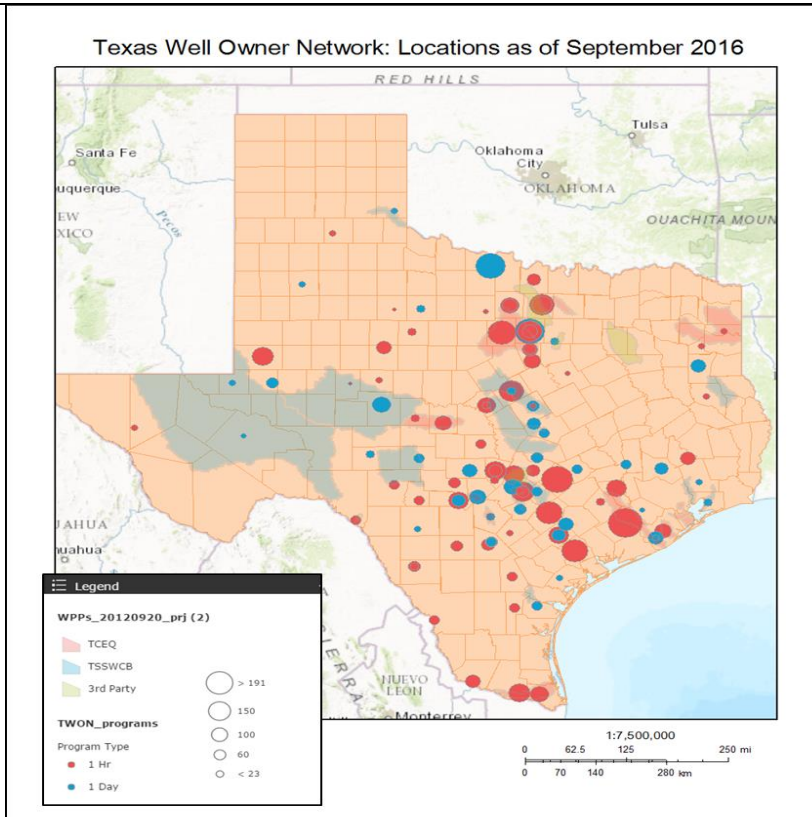 Texas Well Owner Network: Locations as of September 2016
RED HILLS
Tulsa
Santa Fe
Oklahoma
City
OKLAHOMA
uquerque
Pecos
EW
XICO
OUACHITA MOUN
UAHUA
huahua
NUEVO
LEON
Monterrey
Legend
WPPs_20120920_prj (2)
TCEQ
TSSWCB
3rd Party
> 191
150
100
60
< 23
TWON_programs
Program Type
1 Hr
1 Day
1:7,500,000
0 62.5 125 250 mi
0 70 140 280 km